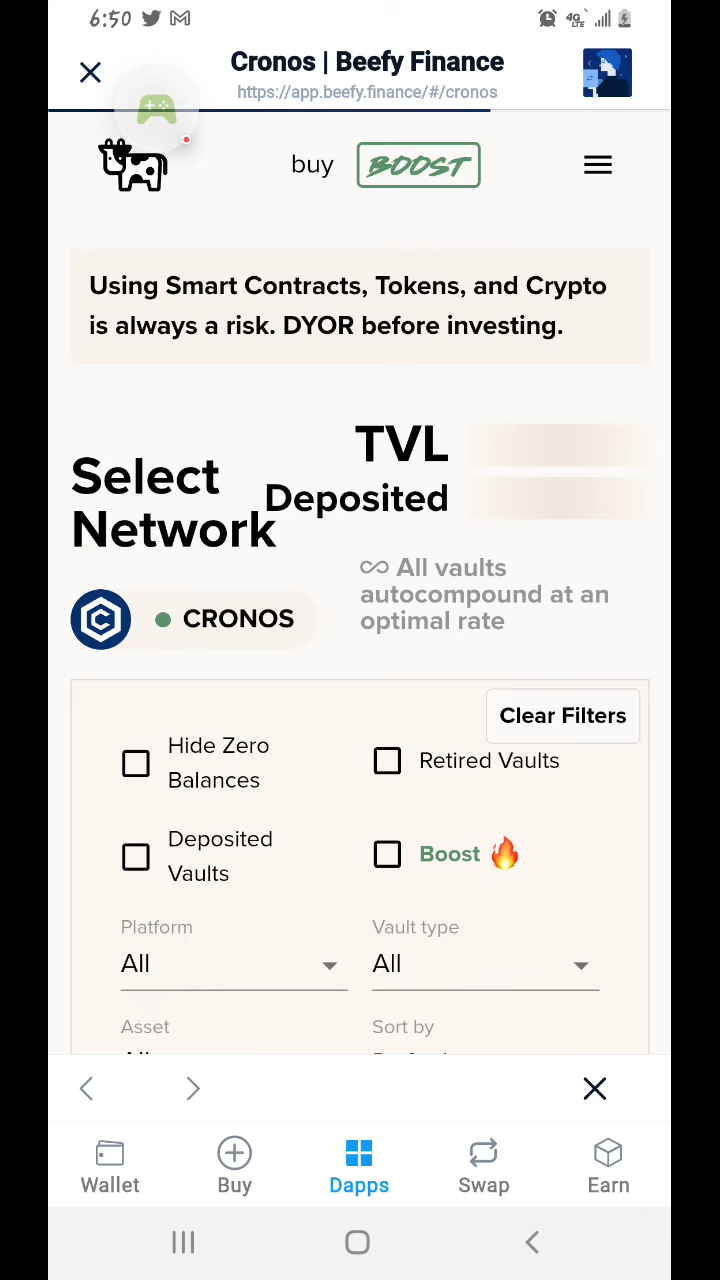 6:50
4G
LTE
Cronos | Beefy Finance
https://app.beefy.finance/#/cronos
buy BOOST
Using Smart Contracts, Tokens, and Crypto
is always a risk. DYOR before investing.
Select
Network
TVL
Deposited
All vaults
autocompound at an
optimal rate
CRONOS
Clear Filters
Hide Zero
Balances
Retired Vaults
Deposited
Vaults
Boost
Platform
All
Vault type
All
Asset
Sort by
Wallet
Buy
Dapps
Swap
Earn